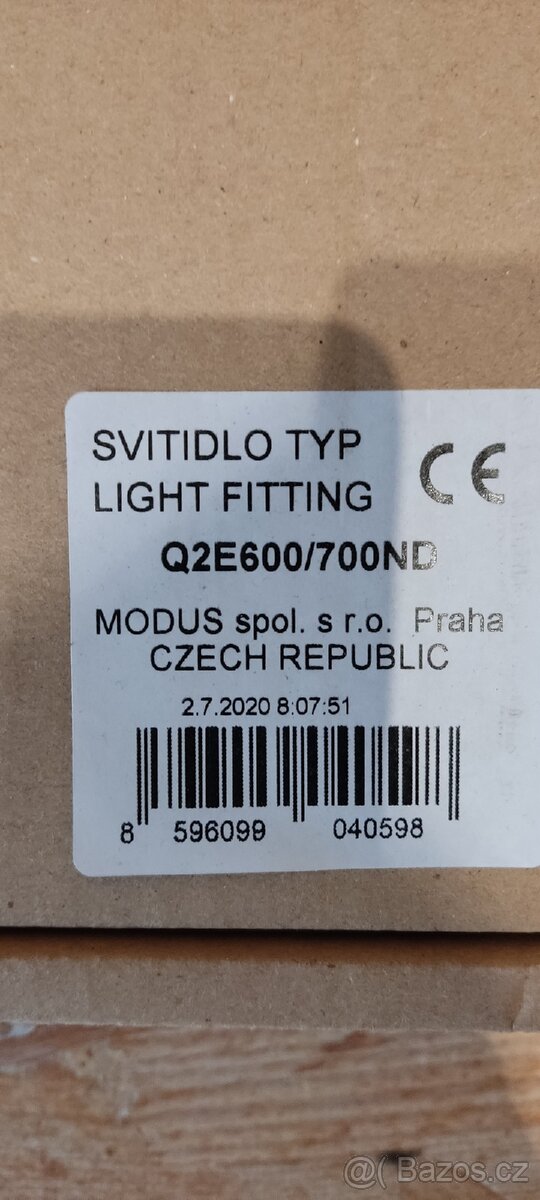 SVITIDLO TYP
LIGHT FITTING
CE
Q2E600/700ND
MODUS spol. s r.o. Praha
CZECH REPUBLIC
2.7.2020 8:07:51
8 596099 040598
@( Bazos.cz